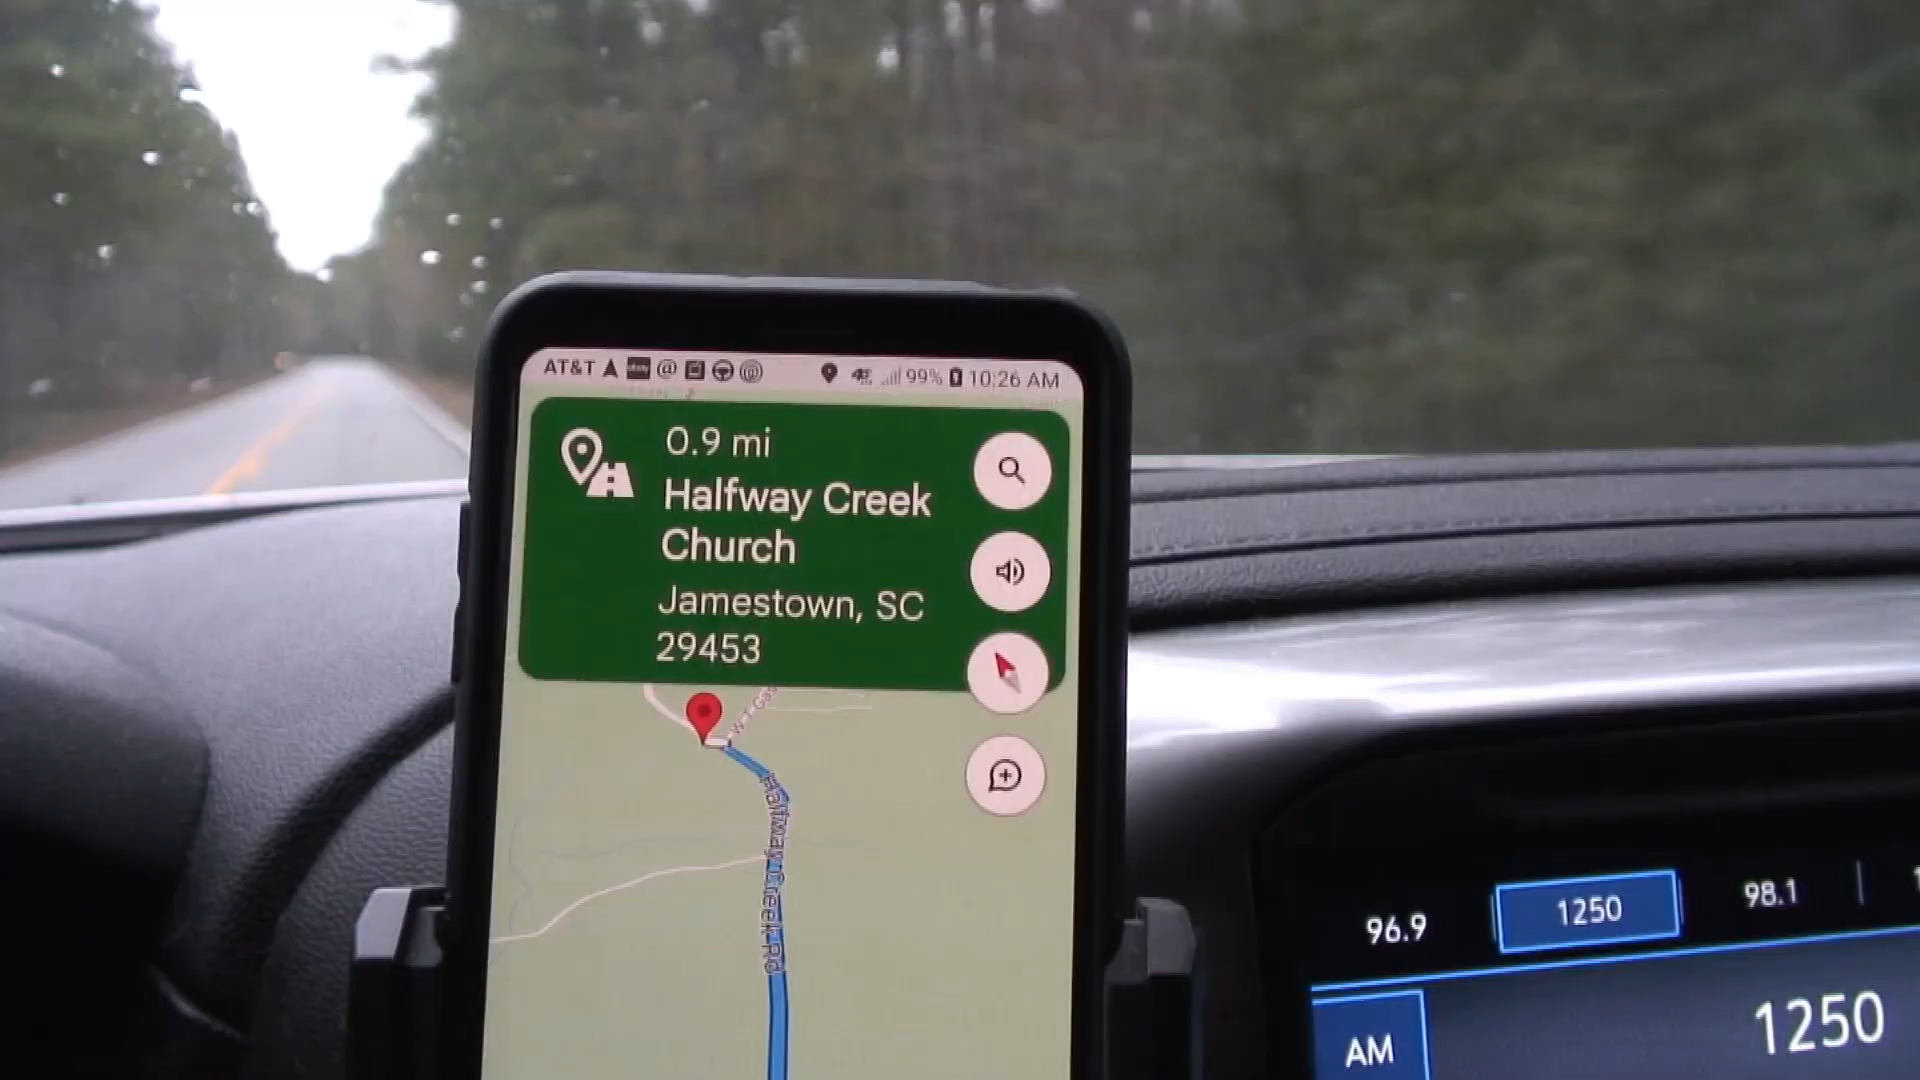 AT&T
99% 10:26 AM
0.9 mi
Halfway Creek
Church
Jamestown, SC
29453
Halfway Creek Rd
96.9
1250
98.1
AM
1250